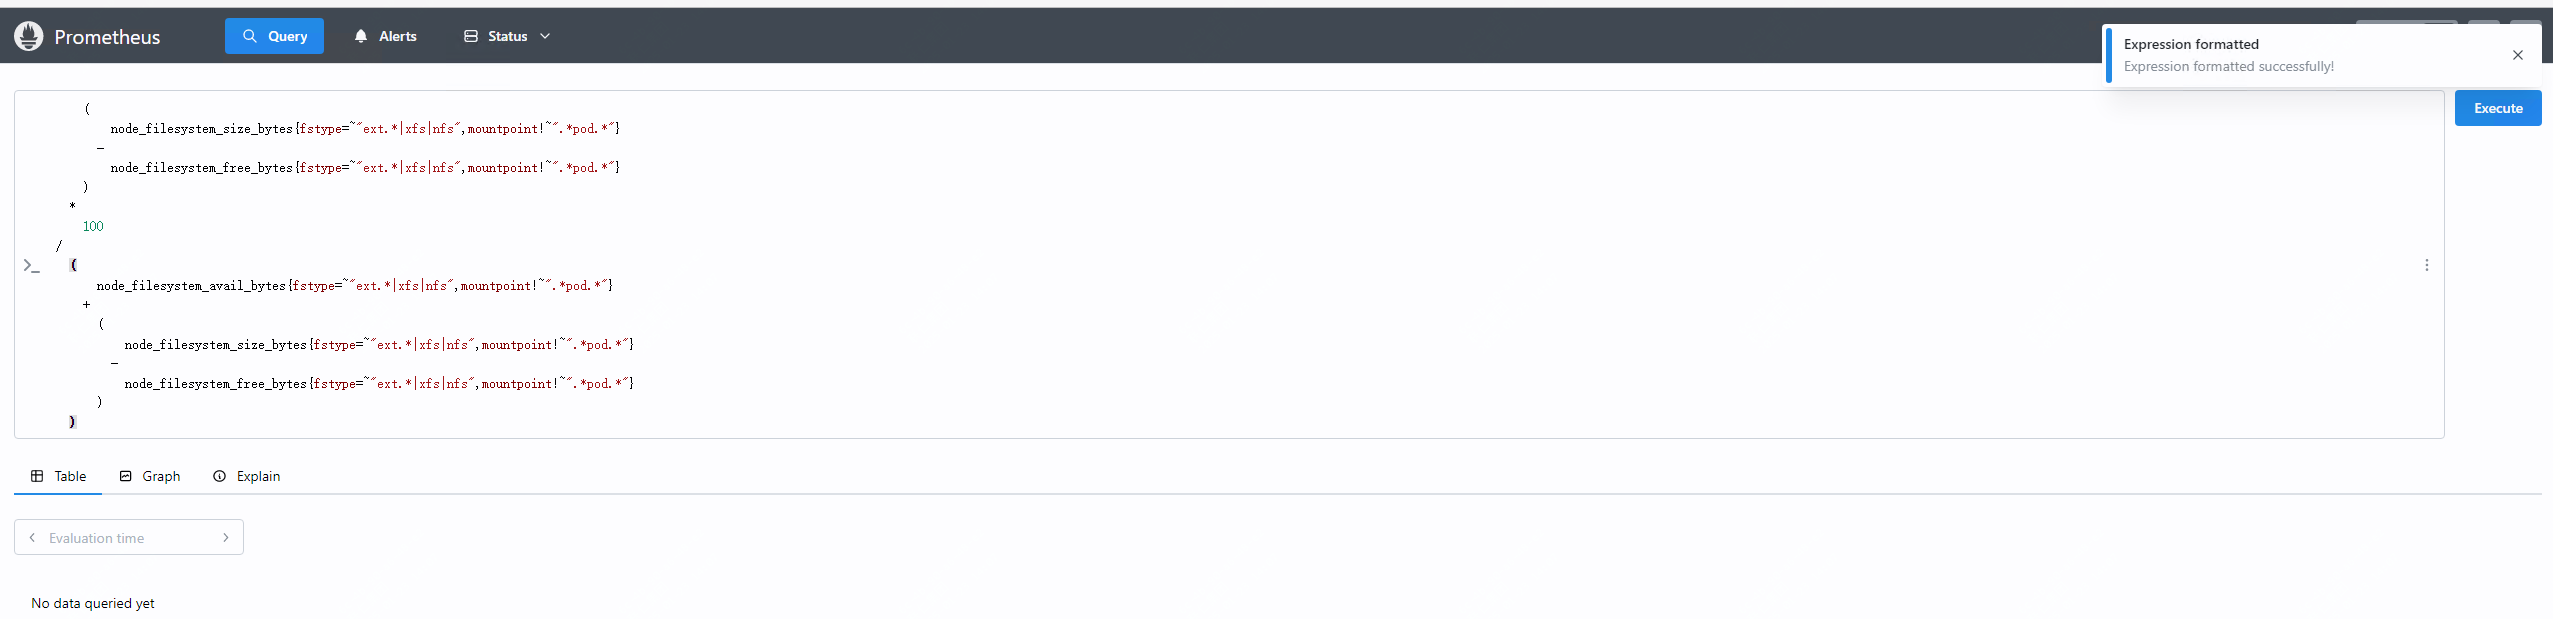 Prometheus
Query
Alerts
Status
Expression formatted
Expression formatted successfully!
Execute
(
node_filesystem_size_bytes{fstype=~"ext.*|xfs|nfs",mountpoint!~".*pod.*"}
-
node_filesystem_free_bytes{fstype=~"ext.*|xfs|nfs",mountpoint!~".*pod.*"}
)
*
100
/
(
node_filesystem_avail_bytes{fstype=~"ext.*|xfs|nfs",mountpoint!~".*pod.*"}
+
(
node_filesystem_size_bytes{fstype=~"ext.*|xfs|nfs",mountpoint!~".*pod.*"}
-
node_filesystem_free_bytes{fstype=~"ext.*|xfs|nfs",mountpoint!~".*pod.*"}
)
)
Table
Graph
Explain
Evaluation time
No data queried yet